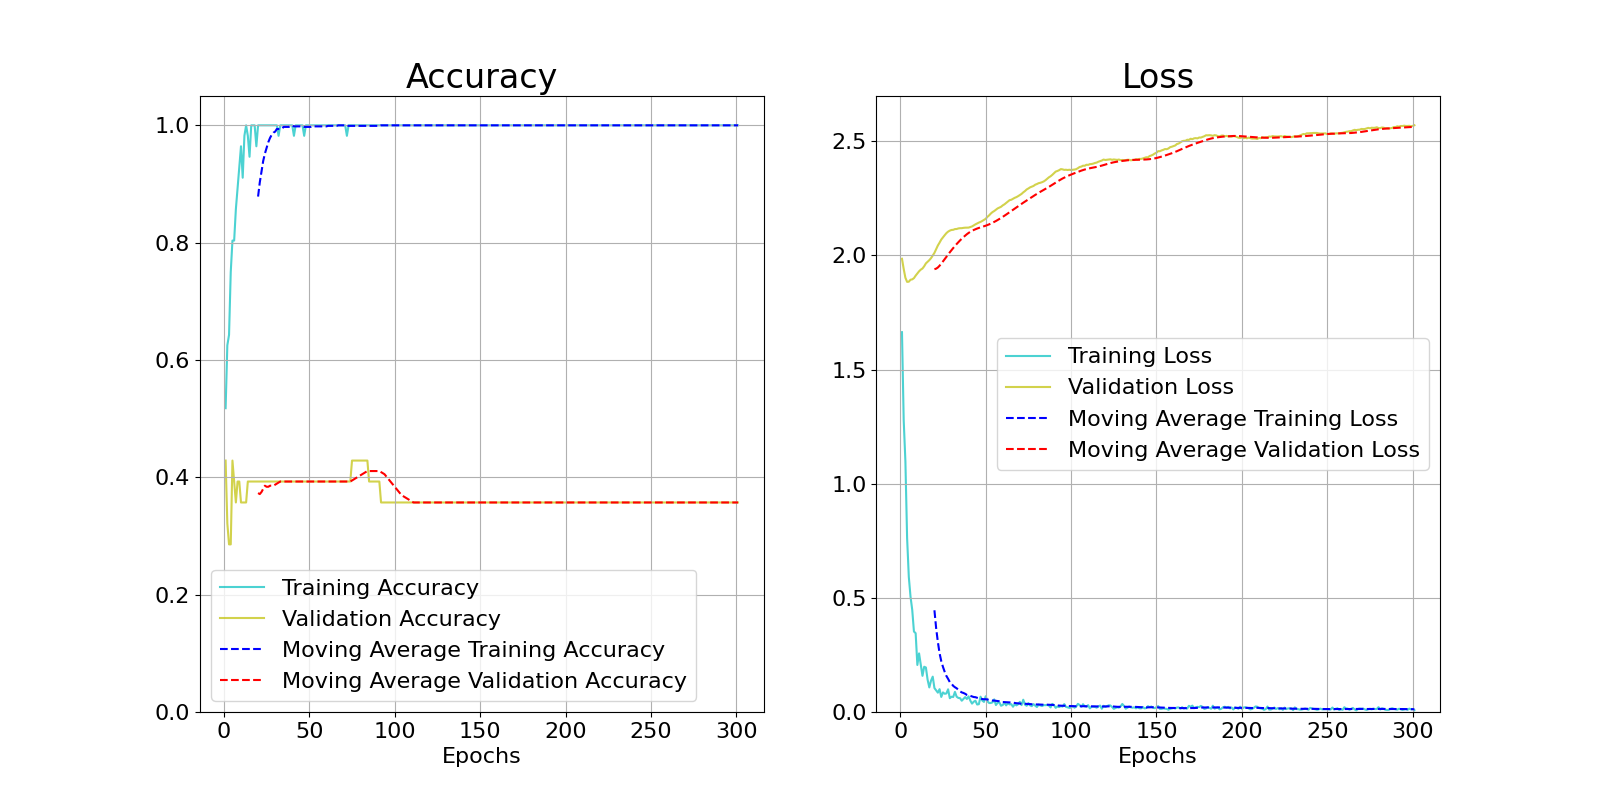 Accuracy
1.0
0.8
0.6
0.4
0.2
0.0
Training Accuracy
Validation Accuracy
Moving Average Training Accuracy
Moving Average Validation Accuracy
0 50 100 150 200 250 300
Epochs
Loss
2.5
2.0
1.5
1.0
0.5
0.0
Training Loss
Validation Loss
Moving Average Training Loss
Moving Average Validation Loss
0 50 100 150 200 250 300
Epochs